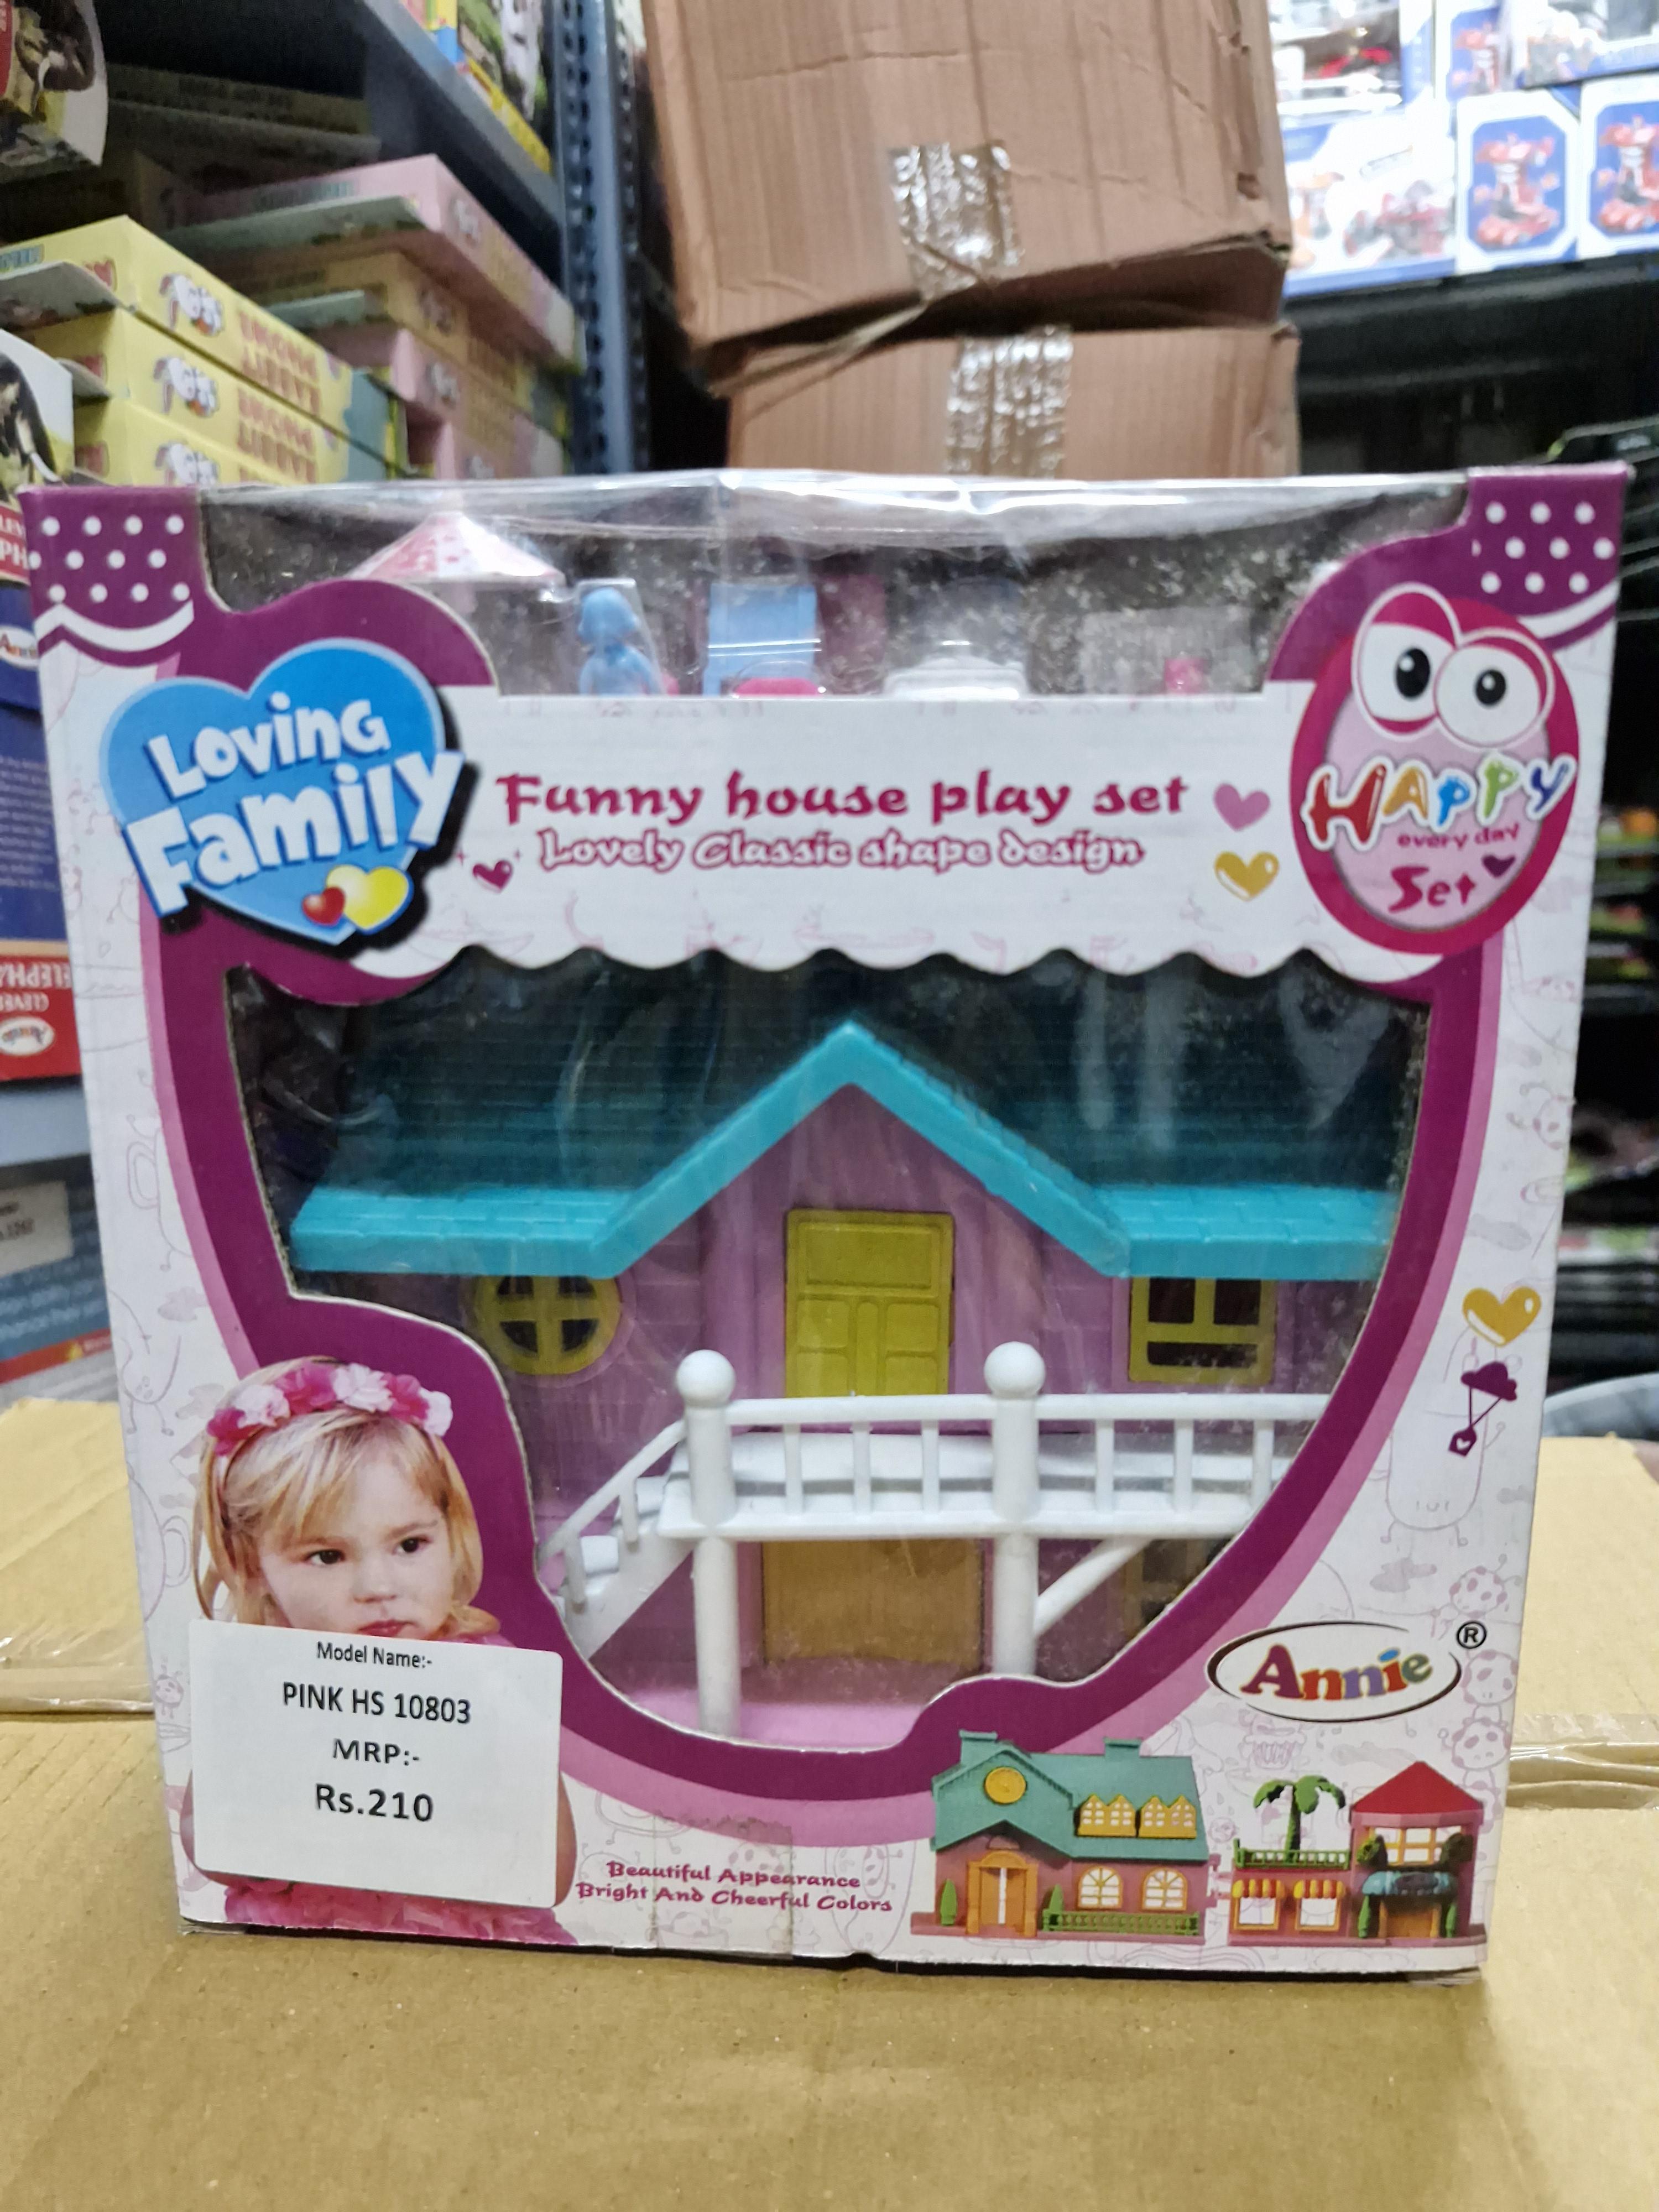 Loving
Family
Funny house play set
Lovely Classic shape design
HAPPY
every day
Set
Annie ®
Model Name:-
PINK HS 10803
MRP:-
Rs.210
Beautiful Appearance
Bright And Cheerful Colors